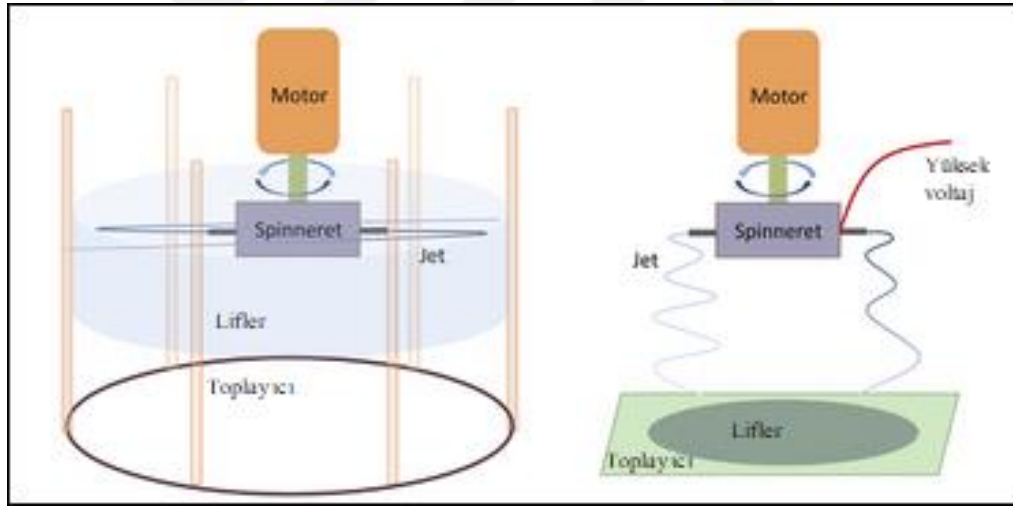 Motor
Spinneret
Jet
Lifler
Toplayıcı
Motor
Yüksek
voltaj
Spinneret
Jet
Lifler
Toplayıcı